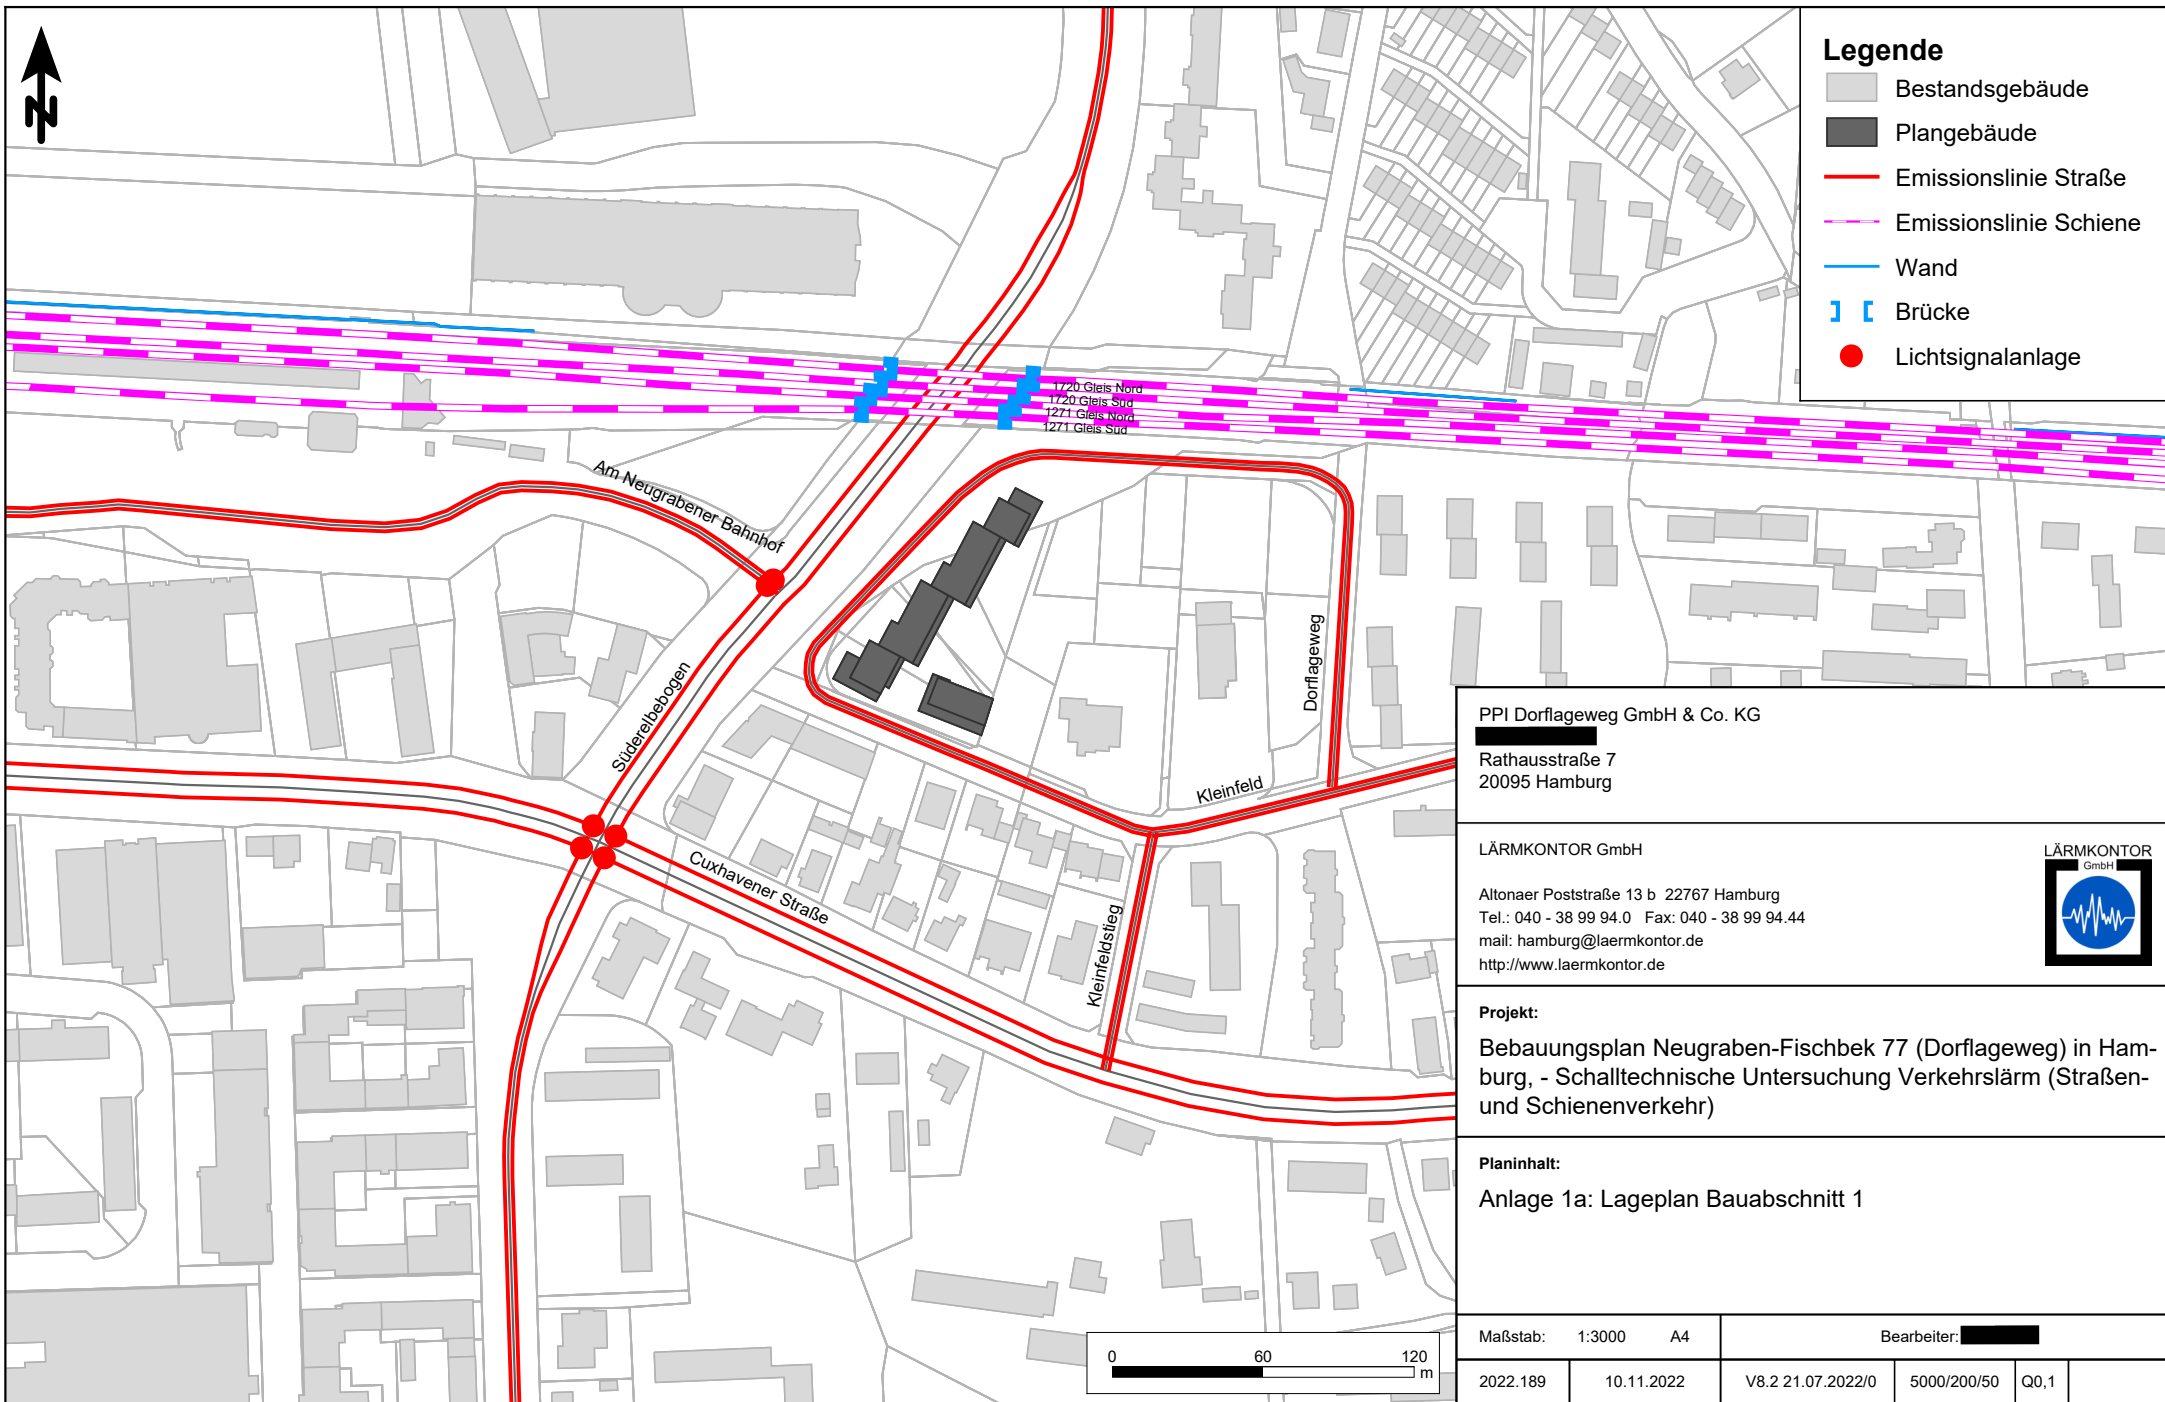 N
Legende
Bestandsgebäude
Plangebäude
Emissionslinie Straße
Emissionslinie Schiene
Wand
Brücke
Lichtsignalanlage
1720 Gleis Nord
1720 Gleis Süd
1271 Gleis Nord
1271 Gleis Süd
Am Neugrabener Bahnhof
Süderelbebogen
Dorflageweg
Kleinfeld
Cuxhavener Straße
Kleinfeldstieg
PPI Dorflageweg GmbH & Co. KG
Rathausstraße 7
20095 Hamburg
LÄRMKONTOR GmbH
Altonaer Poststraße 13 b 22767 Hamburg
Tel.: 040 - 38 99 94.0 Fax: 040 - 38 99 94.44
mail: hamburg@laermkontor.de
http://www.laermkontor.de
LÄRMKONTOR
GmbH
Projekt:
Bebauungsplan Neugraben-Fischbek 77 (Dorflageweg) in Ham-
burg, - Schalltechnische Untersuchung Verkehrslärm (Straßen-
und Schienenverkehr)
Planinhalt:
Anlage 1a: Lageplan Bauabschnitt 1
0 60 120
m
Maßstab: 1:3000 A4 Bearbeiter:
2022.189 10.11.2022 V8.2 21.07.2022/0 5000/200/50 Q0,1